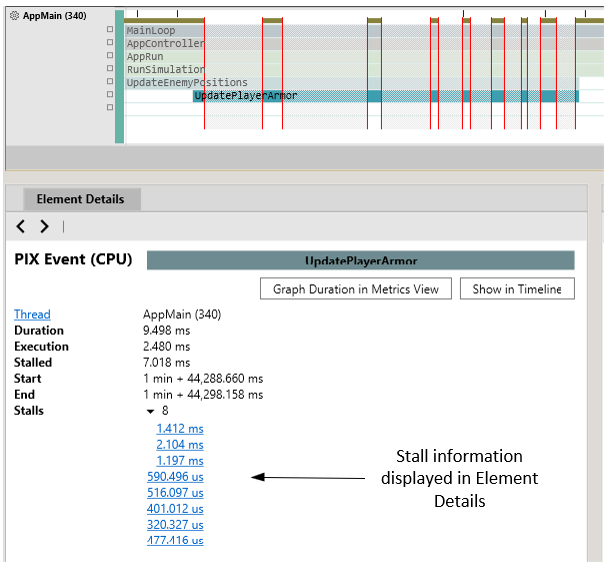 AppMain (340)
MainLoop
AppController
AppRun
RunSimulation
UpdateEnemyPositions
UpdatePlayerArmor
Element Details
PIX Event (CPU)
UpdatePlayerArmor
Graph Duration in Metrics View
Show in Timeline
Thread AppMain (340)
Duration 9.498 ms
Execution 2.480 ms
Stalled 7.018 ms
Start 1 min + 44,288.660 ms
End 1 min + 44,298.158 ms
Stalls 8
1.412 ms
2.104 ms
1.197 ms
590.496 us
516.097 us
401.012 us
320.327 us
477.416 us
Stall information
displayed in Element
Details